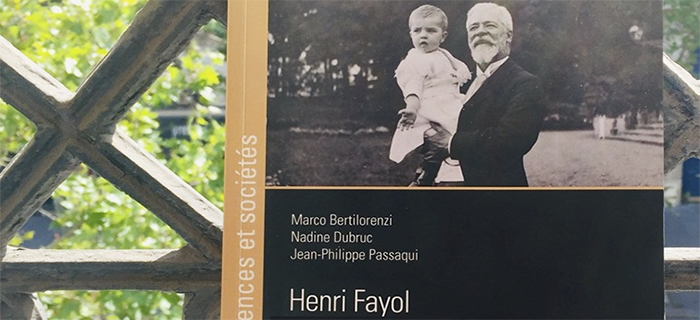 Marco Bertilorenzi
Nadine Dubruc
Jean-Philippe Passaqui
Henri Fayol
ences et sociétés